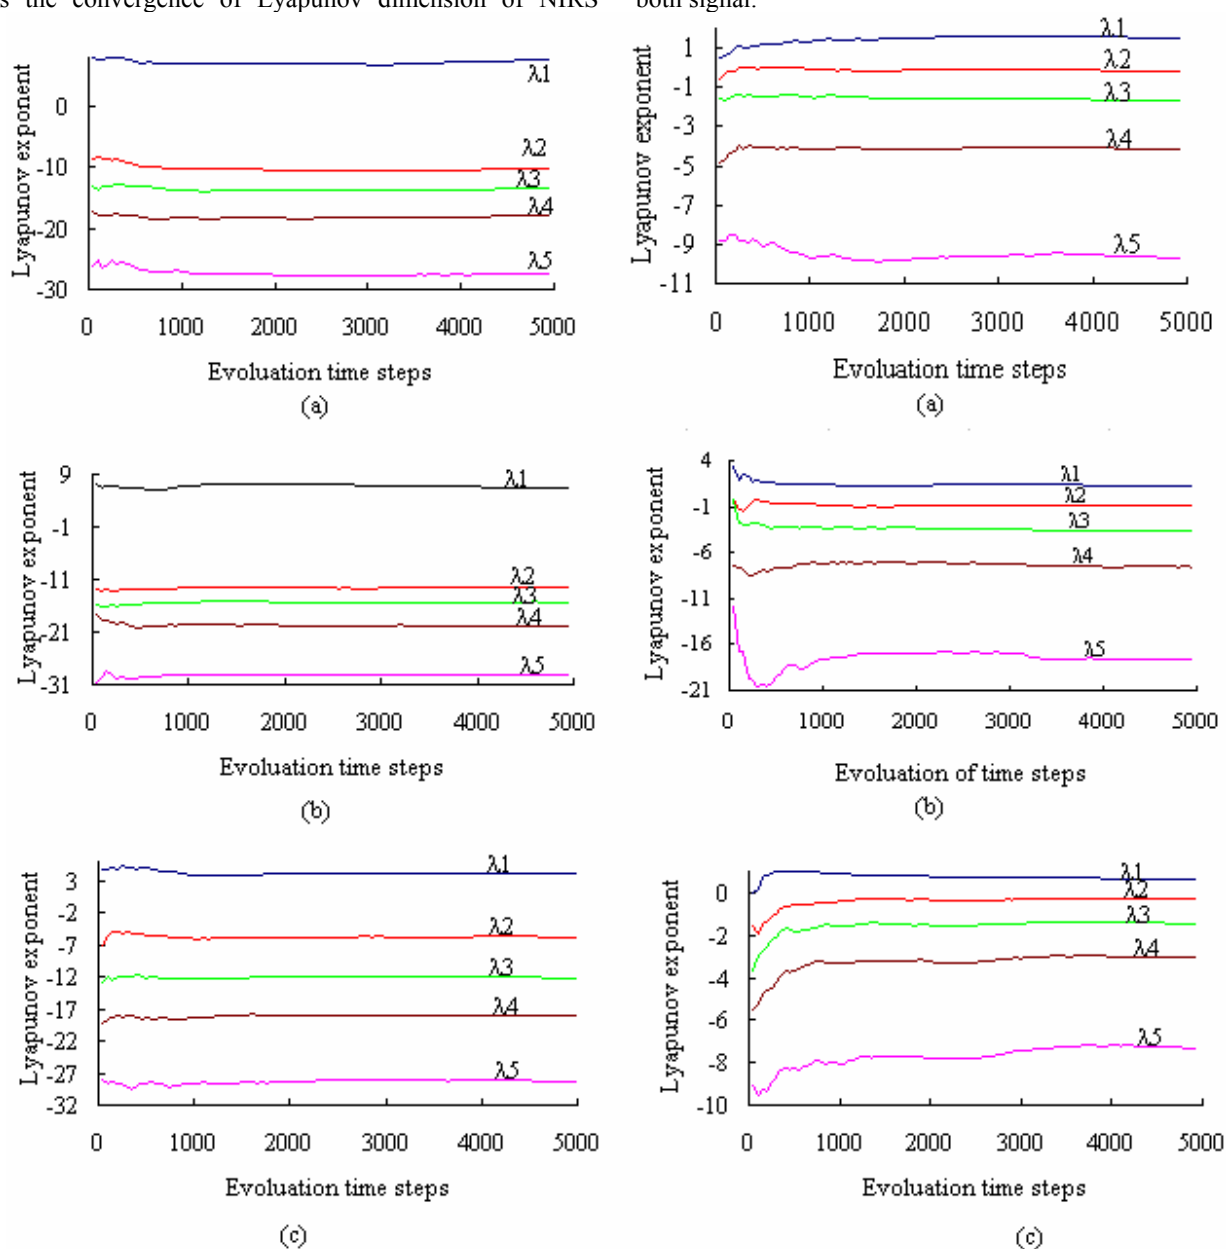 s the convergence of Lyapunov dimension of NIRS
both signal.
Lyapunov exponent
0
-10
-20
-30
λ1
λ2
λ3
λ4
λ5
0 1000 2000 3000 4000 5000
Evoluation time steps
(a)
Lyapunov exponent
1
-1
-3
-5
-7
-9
-11
λ1
λ2
λ3
λ4
λ5
0 1000 2000 3000 4000 5000
Evoluation time steps
(a)
Lyapunov exponent
9
-1
-11
-21
-31
λ1
λ2
λ3
λ4
λ5
0 1000 2000 3000 4000 5000
Evoluation time steps
(b)
Lyapunov exponent
4
-1
-6
-11
-16
-21
λ1
λ2
λ3
λ4
λ5
0 1000 2000 3000 4000 5000
Evoluation of time steps
(b)
Lyapunov exponent
3
-2
-7
-12
-17
-22
-27
-32
λ1
λ2
λ3
λ4
λ5
0 1000 2000 3000 4000 5000
Evoluation time steps
(c)
Lyapunov exponent
0
-2
-4
-6
-8
-10
λ1
λ2
λ3
λ4
λ5
0 1000 2000 3000 4000 5000
Evoluation time steps
(c)